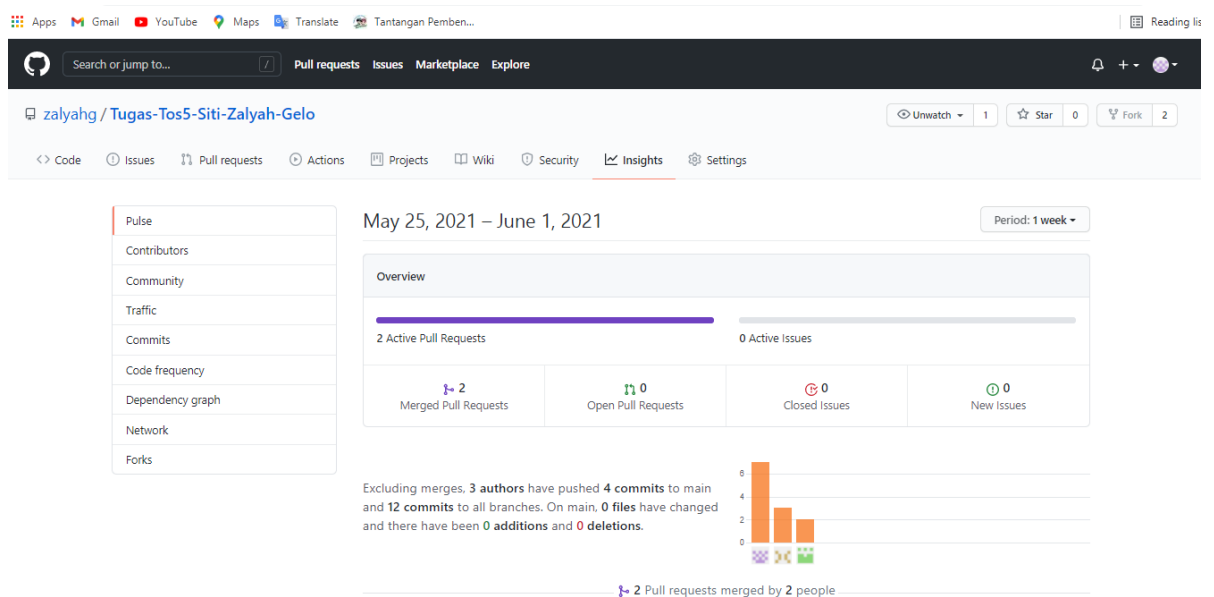 Apps Gmail YouTube Maps Translate Tantangan Pemben... Reading lis
Search or jump to... / Pull requests Issues Marketplace Explore
zalyahg / Tugas-Tos5-Siti-Zalyah-Gelo Unwatch 1 Star 0 Fork 2
Code Issues Pull requests Actions Projects Wiki Security Insights Settings
Pulse
Contributors
Community
Traffic
Commits
Code frequency
Dependency graph
Network
Forks
May 25, 2021 – June 1, 2021 Period: 1 week
Overview
2 Active Pull Requests 0 Active Issues
2 0 0 0
Merged Pull Requests Open Pull Requests Closed Issues New Issues
Excluding merges, 3 authors have pushed 4 commits to main
and 12 commits to all branches. On main, 0 files have changed
and there have been 0 additions and 0 deletions.
6
4
2
0
2 Pull requests merged by 2 people